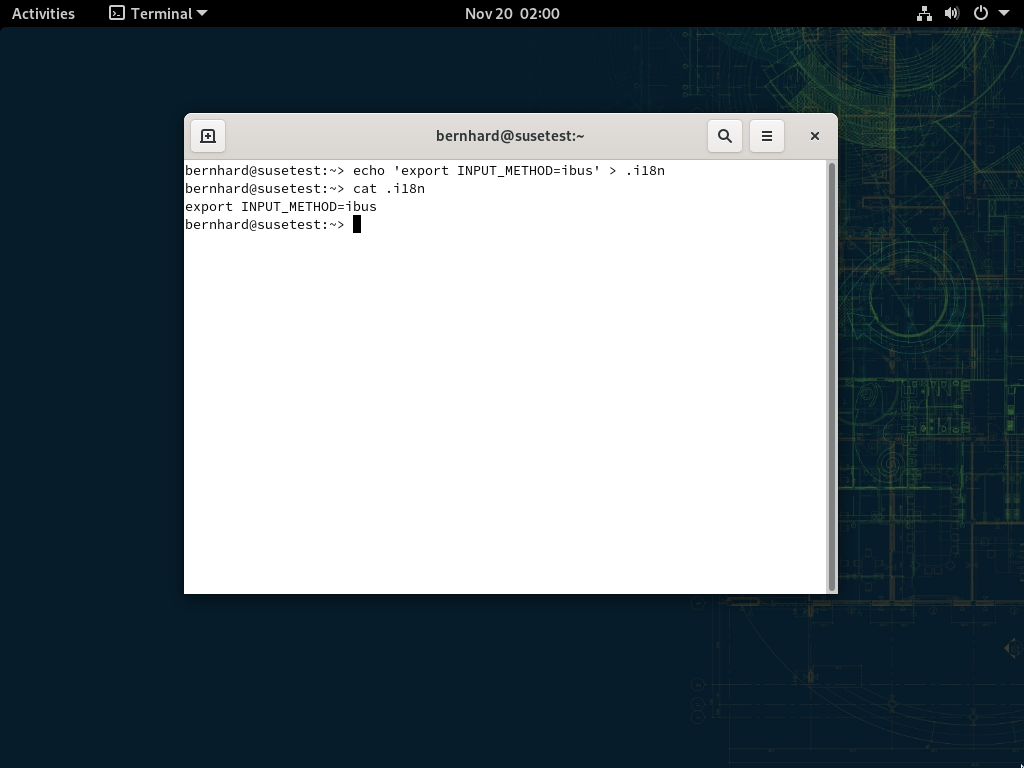 Activities
Terminal
Nov 20 02:00
bernhard@susetest:~
bernhard@susetest:~> echo 'export INPUT_METHOD=ibus' > .i18n
bernhard@susetest:~> cat .i18n
export INPUT_METHOD=ibus
bernhard@susetest:~>